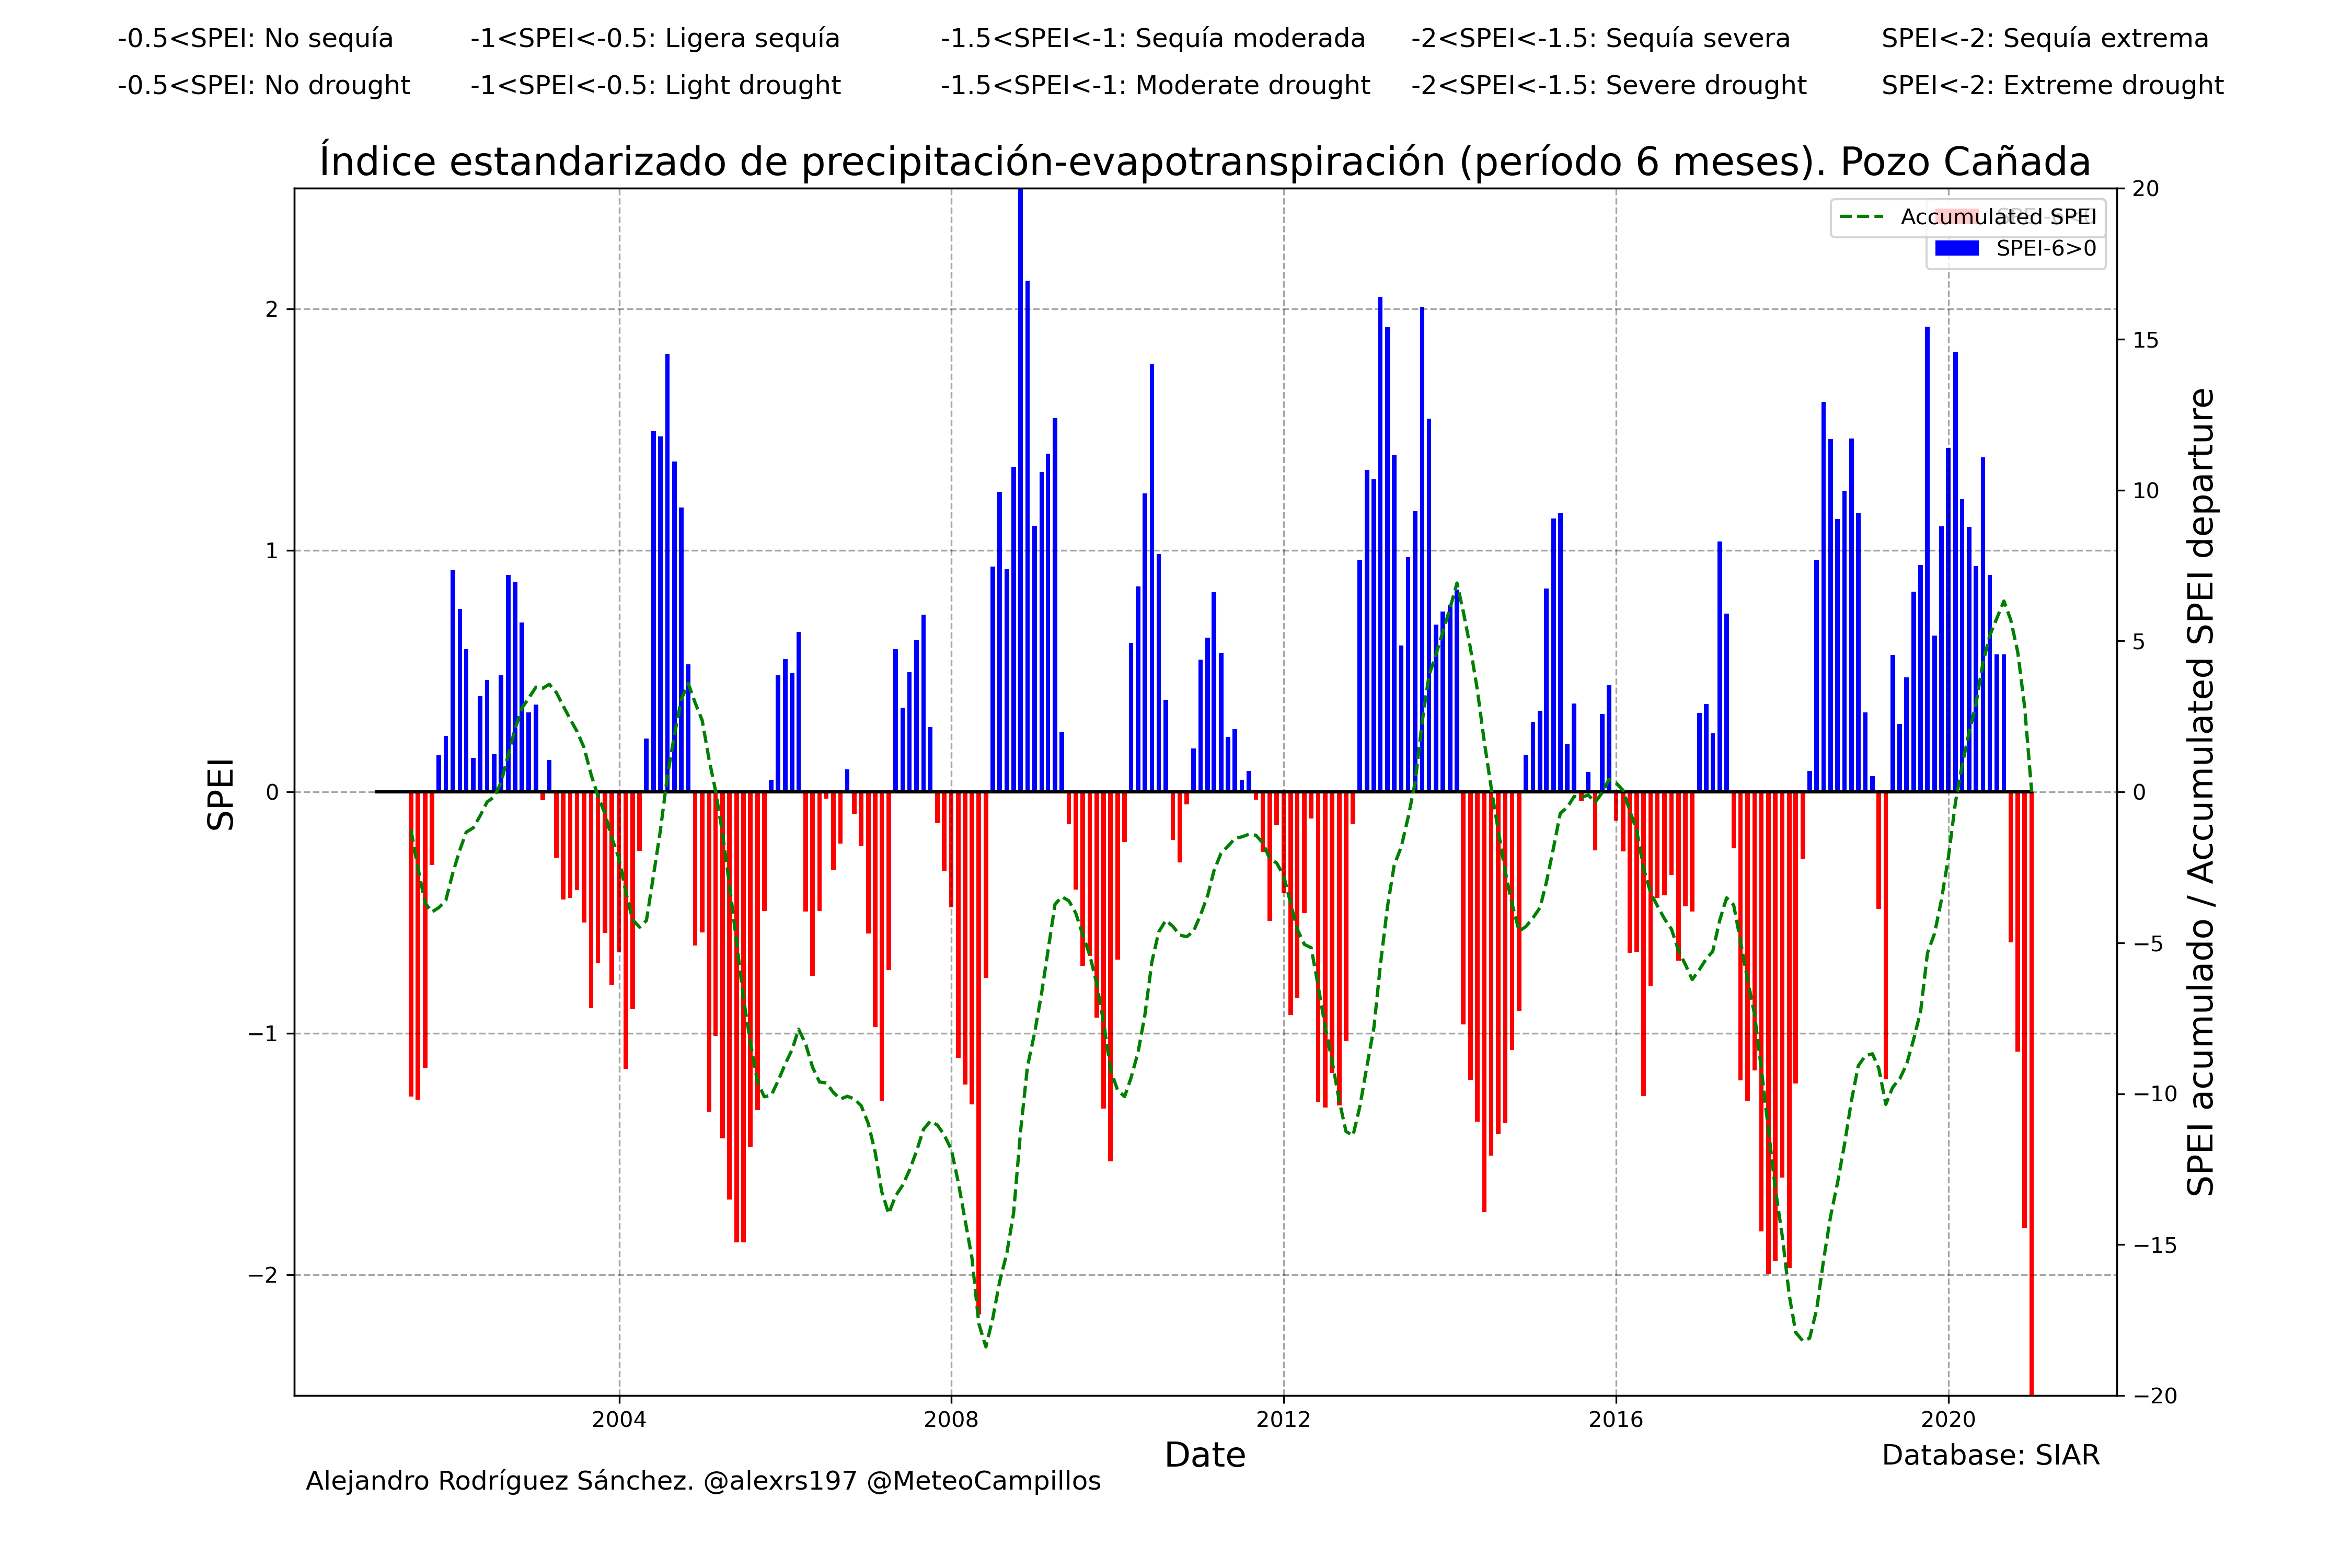 -0.5<SPEI: No sequía -1<SPEI<-0.5: Ligera sequía -1.5<SPEI<-1: Sequía moderada -2<SPEI<-1.5: Sequía severa SPEI<-2: Sequía extrema
-0.5<SPEI: No drought -1<SPEI<-0.5: Light drought -1.5<SPEI<-1: Moderate drought -2<SPEI<-1.5: Severe drought SPEI<-2: Extreme drought
Índice estandarizado de precipitación-evapotranspiración (período 6 meses). Pozo Cañada
Accumulated SPEI
SPEI-6>0
2
1
0
−1
−2
SPEI
20
15
10
5
0
−5
−10
−15
−20
SPEI acumulado / Accumulated SPEI departure
2004 2008 2012 2016 2020
Date
Database: SIAR
Alejandro Rodríguez Sánchez. @alexrs197 @MeteoCampillos